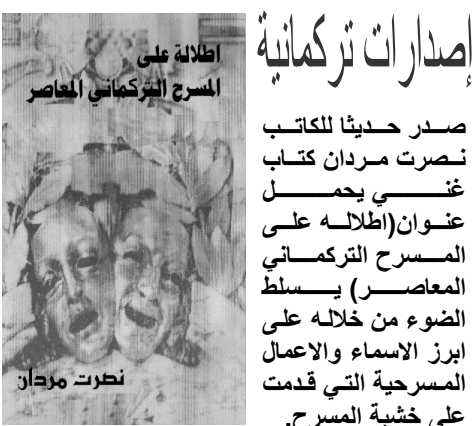 إصدارات تركمانية
صدر حديثا للكاتب
نصرت مردان كتاب
غني يحمل
عنوان(اطلاله على
المسرح التركماني
المعاصر) يسلط
الضوء من خلاله على
ابرز الاسماء والاعمال
المسرحية التي قدمت
على خشبة المسرح.
اطلالة على
المسرح التركماني المعاصر
نصرت مردان